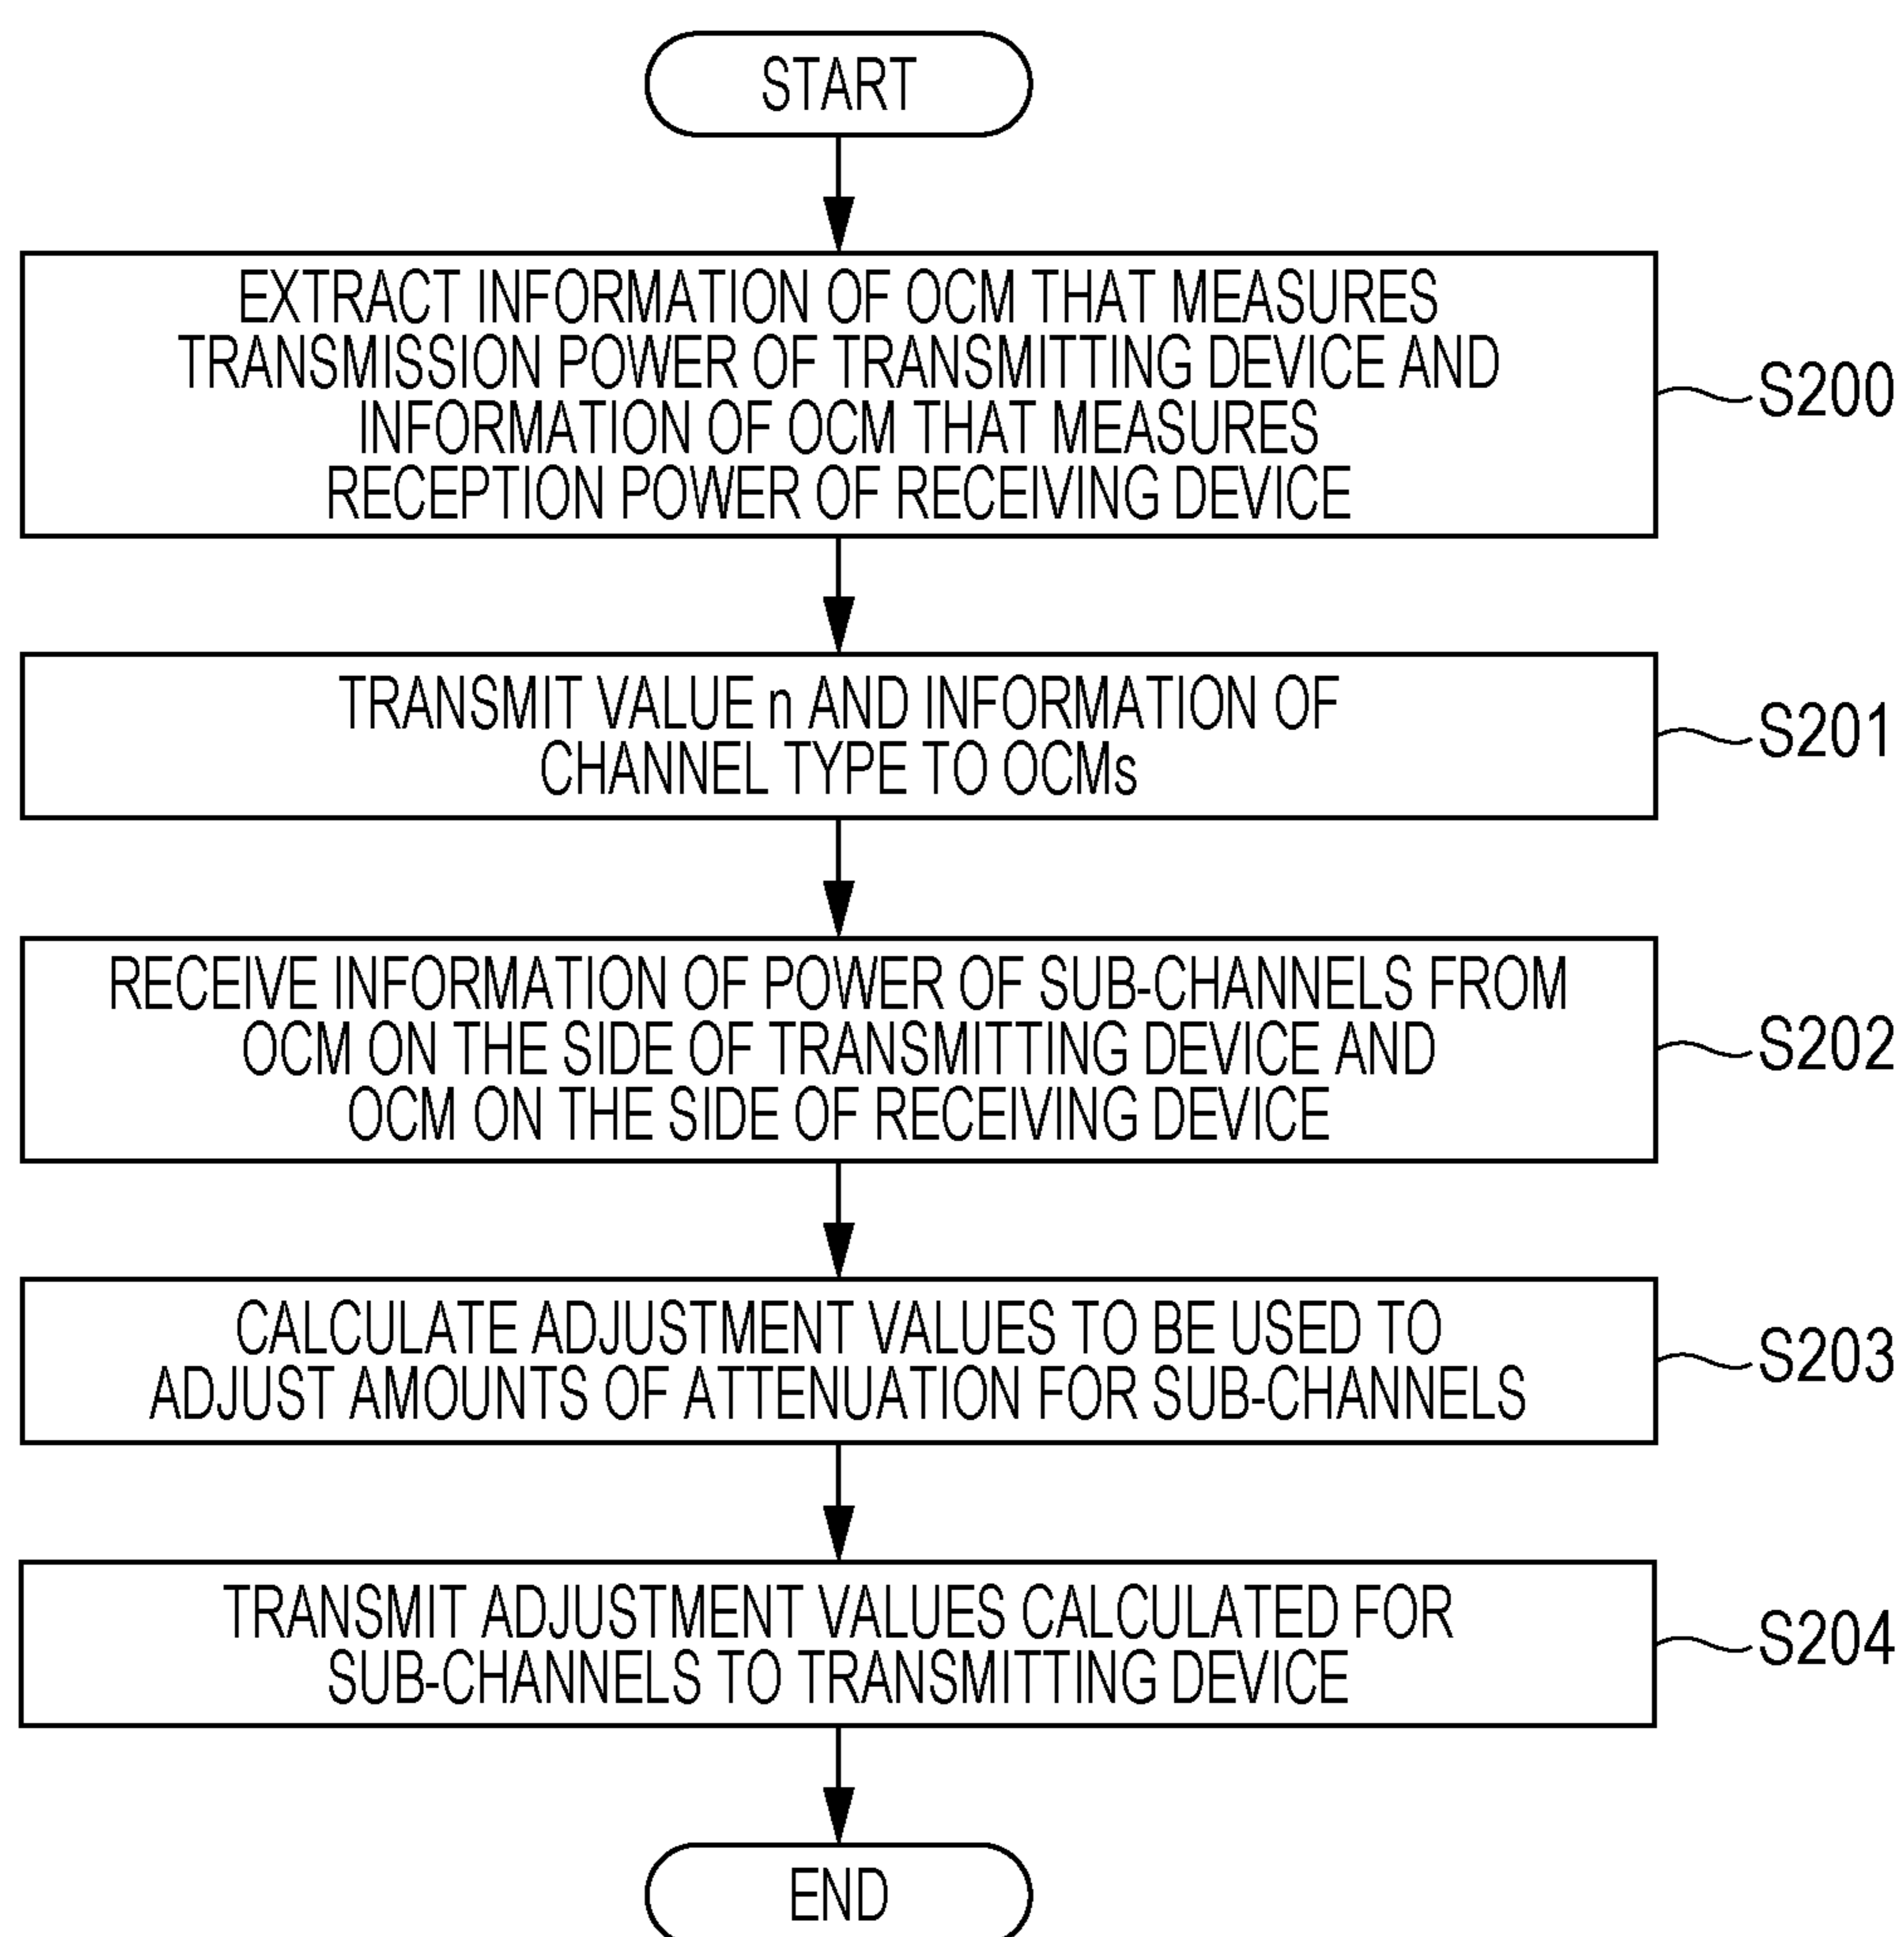 START
EXTRACT INFORMATION OF OCM THAT MEASURES
TRANSMISSION POWER OF TRANSMITTING DEVICE AND
INFORMATION OF OCM THAT MEASURES
RECEPTION POWER OF RECEIVING DEVICE
S200
TRANSMIT VALUE n AND INFORMATION OF
CHANNEL TYPE TO OCMs
S201
RECEIVE INFORMATION OF POWER OF SUB-CHANNELS FROM
OCM ON THE SIDE OF TRANSMITTING DEVICE AND
OCM ON THE SIDE OF RECEIVING DEVICE
S202
CALCULATE ADJUSTMENT VALUES TO BE USED TO
ADJUST AMOUNTS OF ATTENUATION FOR SUB-CHANNELS
S203
TRANSMIT ADJUSTMENT VALUES CALCULATED FOR
SUB-CHANNELS TO TRANSMITTING DEVICE
S204
END